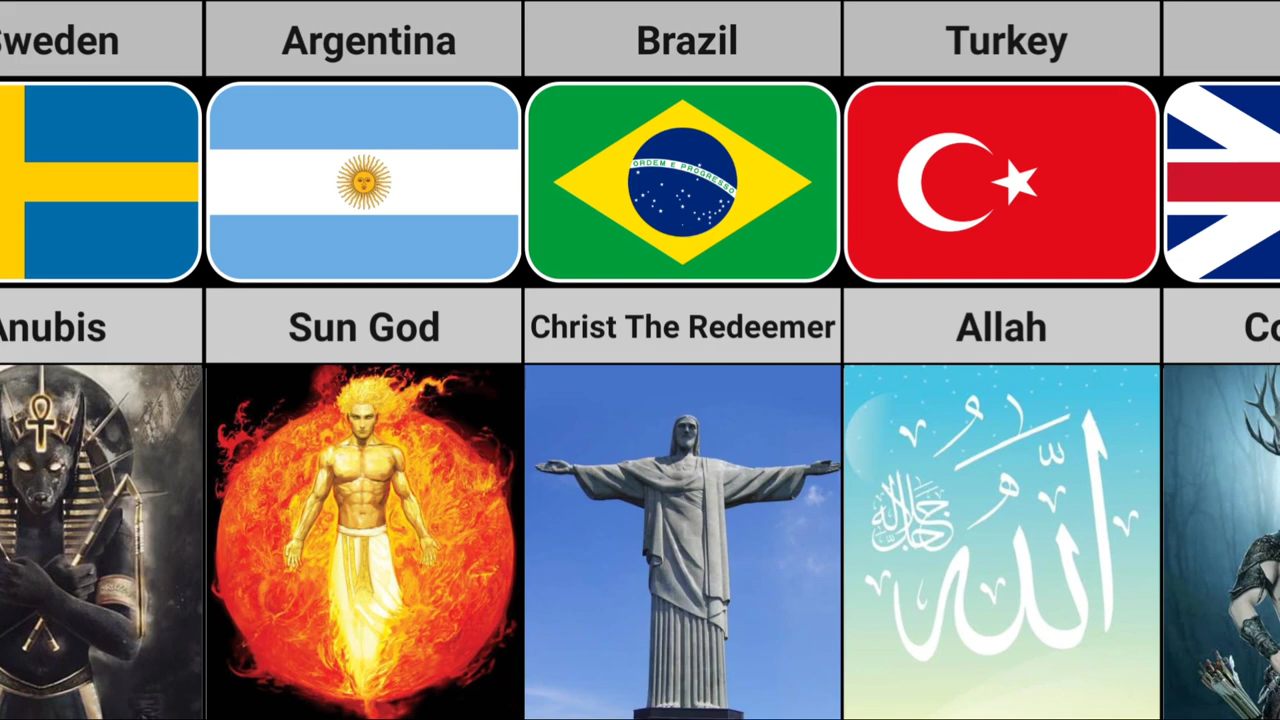 Sweden
Argentina
Brazil
Turkey
ORDEM E PROGRESSO
Anubis
Sun God
Christ The Redeemer
Allah
الله
جل جلاله